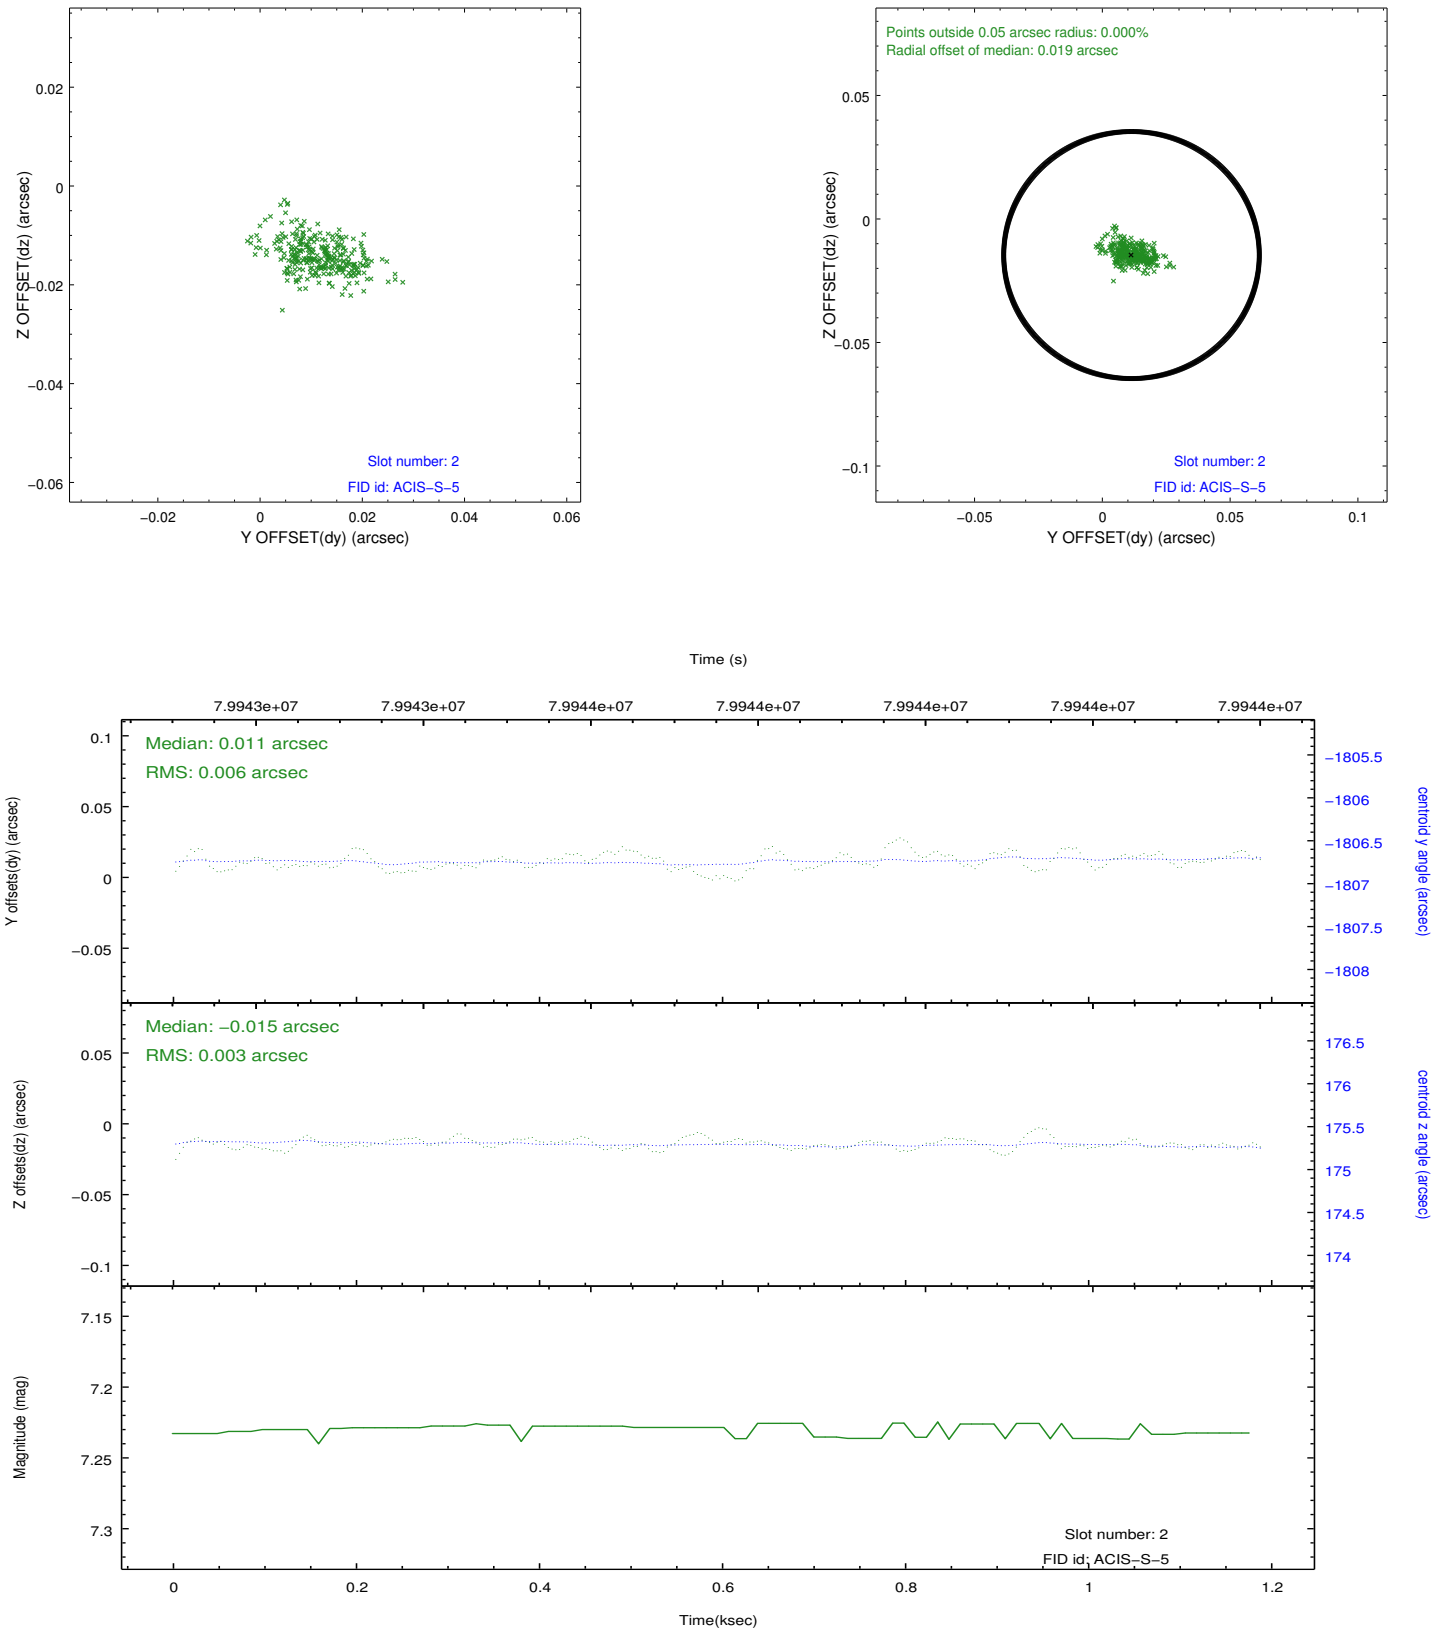 0.02
0
−0.02
−0.04
−0.06
Z OFFSET(dz) (arcsec)
Slot number: 2
FID id: ACIS−S−5
−0.02
0
0.02
0.04
0.06
Y OFFSET(dy) (arcsec)
Points outside 0.05 arcsec radius: 0.000%
Radial offset of median: 0.019 arcsec
0.05
0
−0.05
−0.1
Z OFFSET(dz) (arcsec)
Slot number: 2
FID id: ACIS−S−5
−0.05
0
0.05
0.1
Y OFFSET(dy) (arcsec)
Time (s)
7.9943e+07
7.9943e+07
7.9944e+07
7.9944e+07
7.9944e+07
7.9944e+07
7.9944e+07
Median: 0.011 arcsec
RMS: 0.006 arcsec
0.1
0.05
0
−0.05
Y offsets(dy) (arcsec)
−1805.5
−1806
−1806.5
−1807
−1807.5
−1808
centroid y angle (arcsec)
Median: −0.015 arcsec
RMS: 0.003 arcsec
0.05
0
−0.05
−0.1
Z offsets(dz) (arcsec)
176.5
176
175.5
175
174.5
174
centroid z angle (arcsec)
7.15
7.2
7.25
7.3
Magnitude (mag)
Slot number: 2
FID id: ACIS−S−5
0
0.2
0.4
0.6
0.8
1
1.2
Time(ksec)